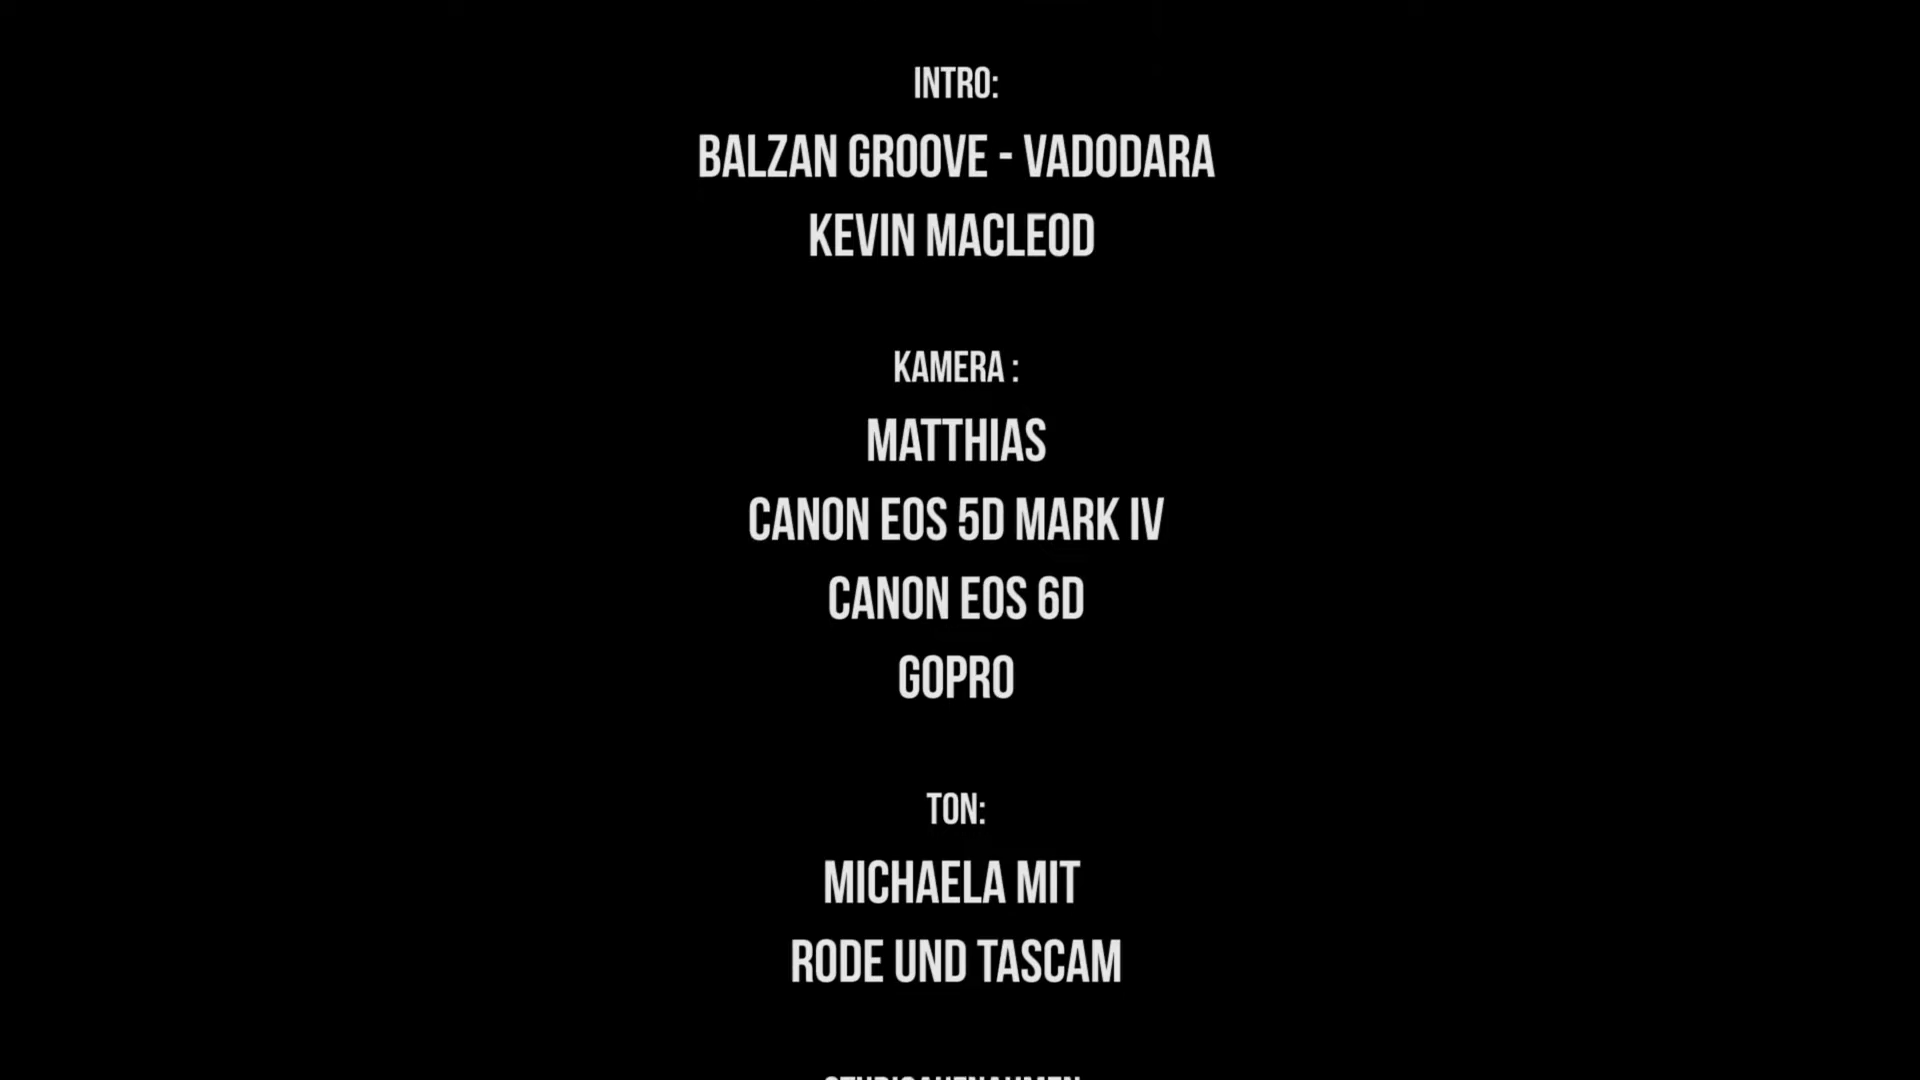 INTRO:
BALZAN GROOVE - VADODARA
KEVIN MACLEOD
KAMERA :
MATTHIAS
CANON EOS 5D MARK IV
CANON EOS 6D
GOPRO
TON:
MICHAELA MIT
RODE UND TASCAM